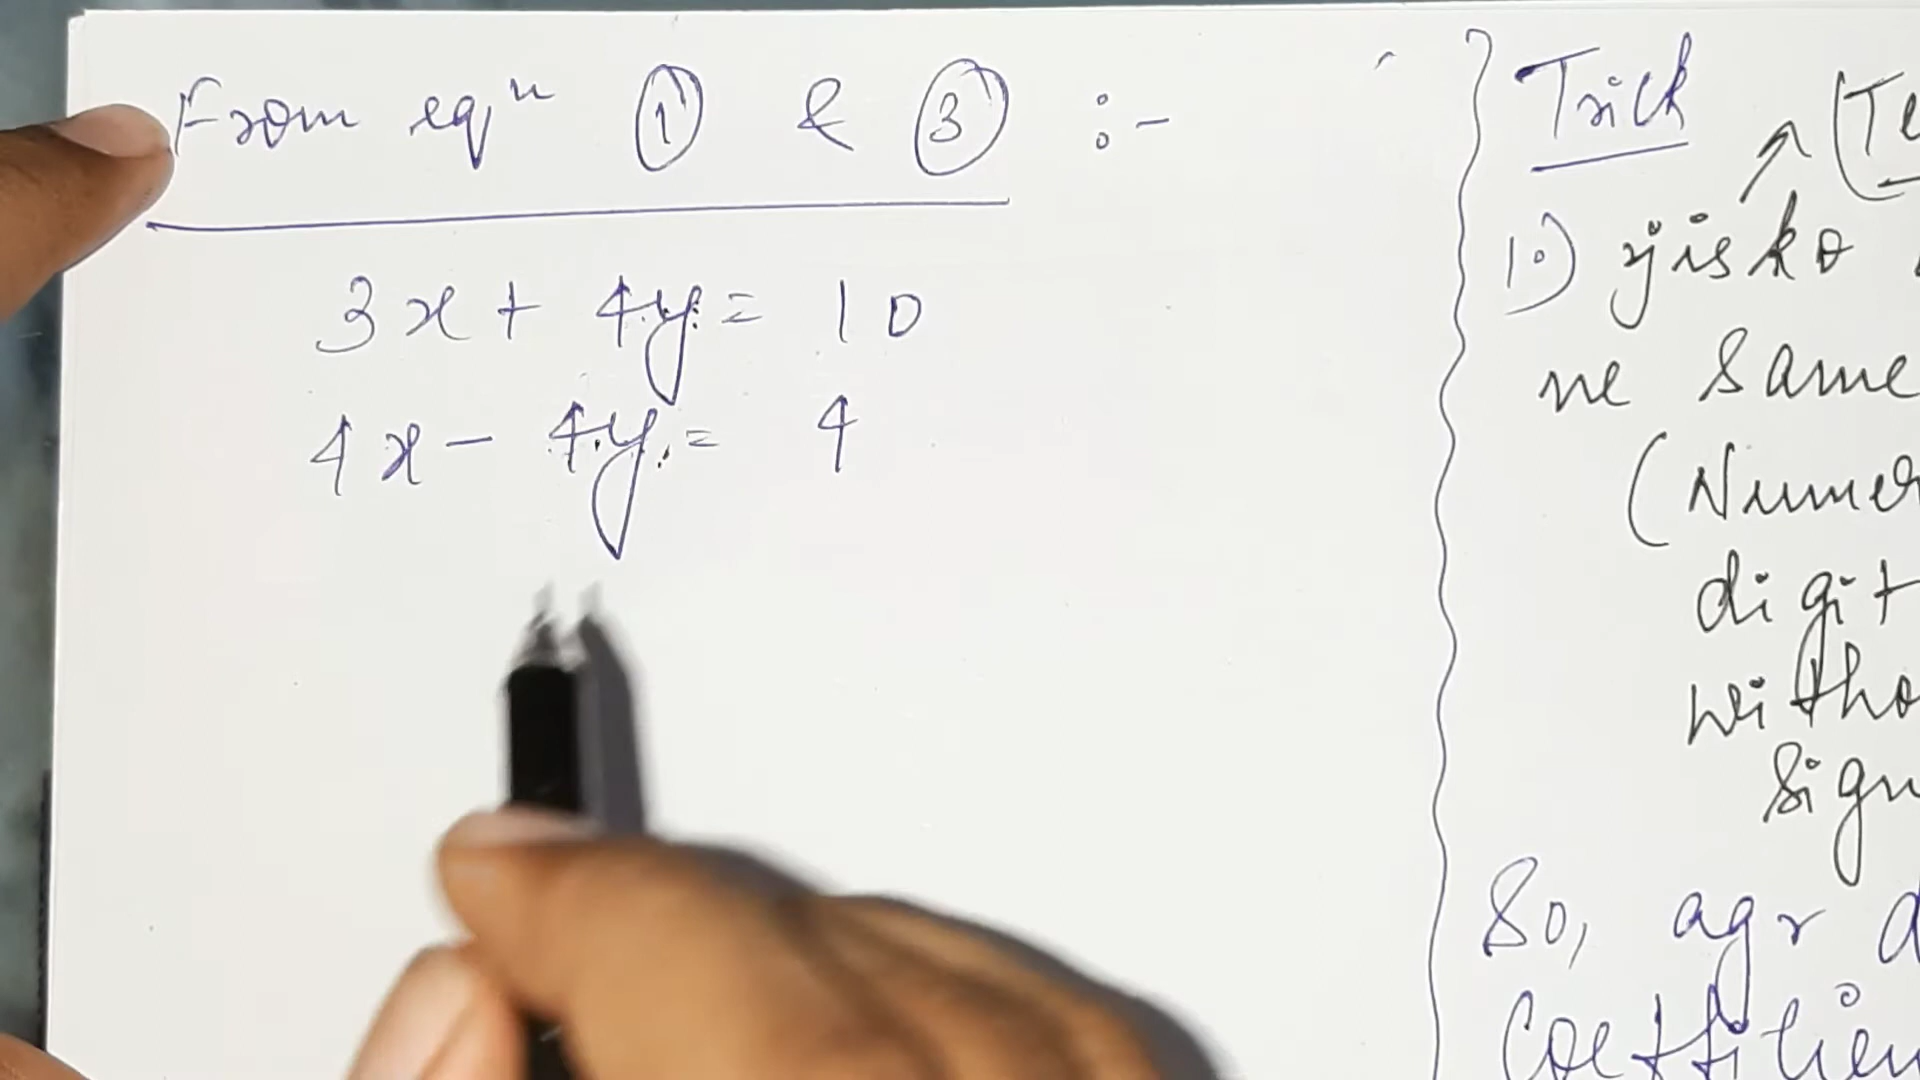 From eqⁿ ① & ③ :-
3x + 4y = 10
4x - 4y = 4
Trick
1.) jisko
ne same
(Numer
digit
witho
sign
So, agr
Coefficien